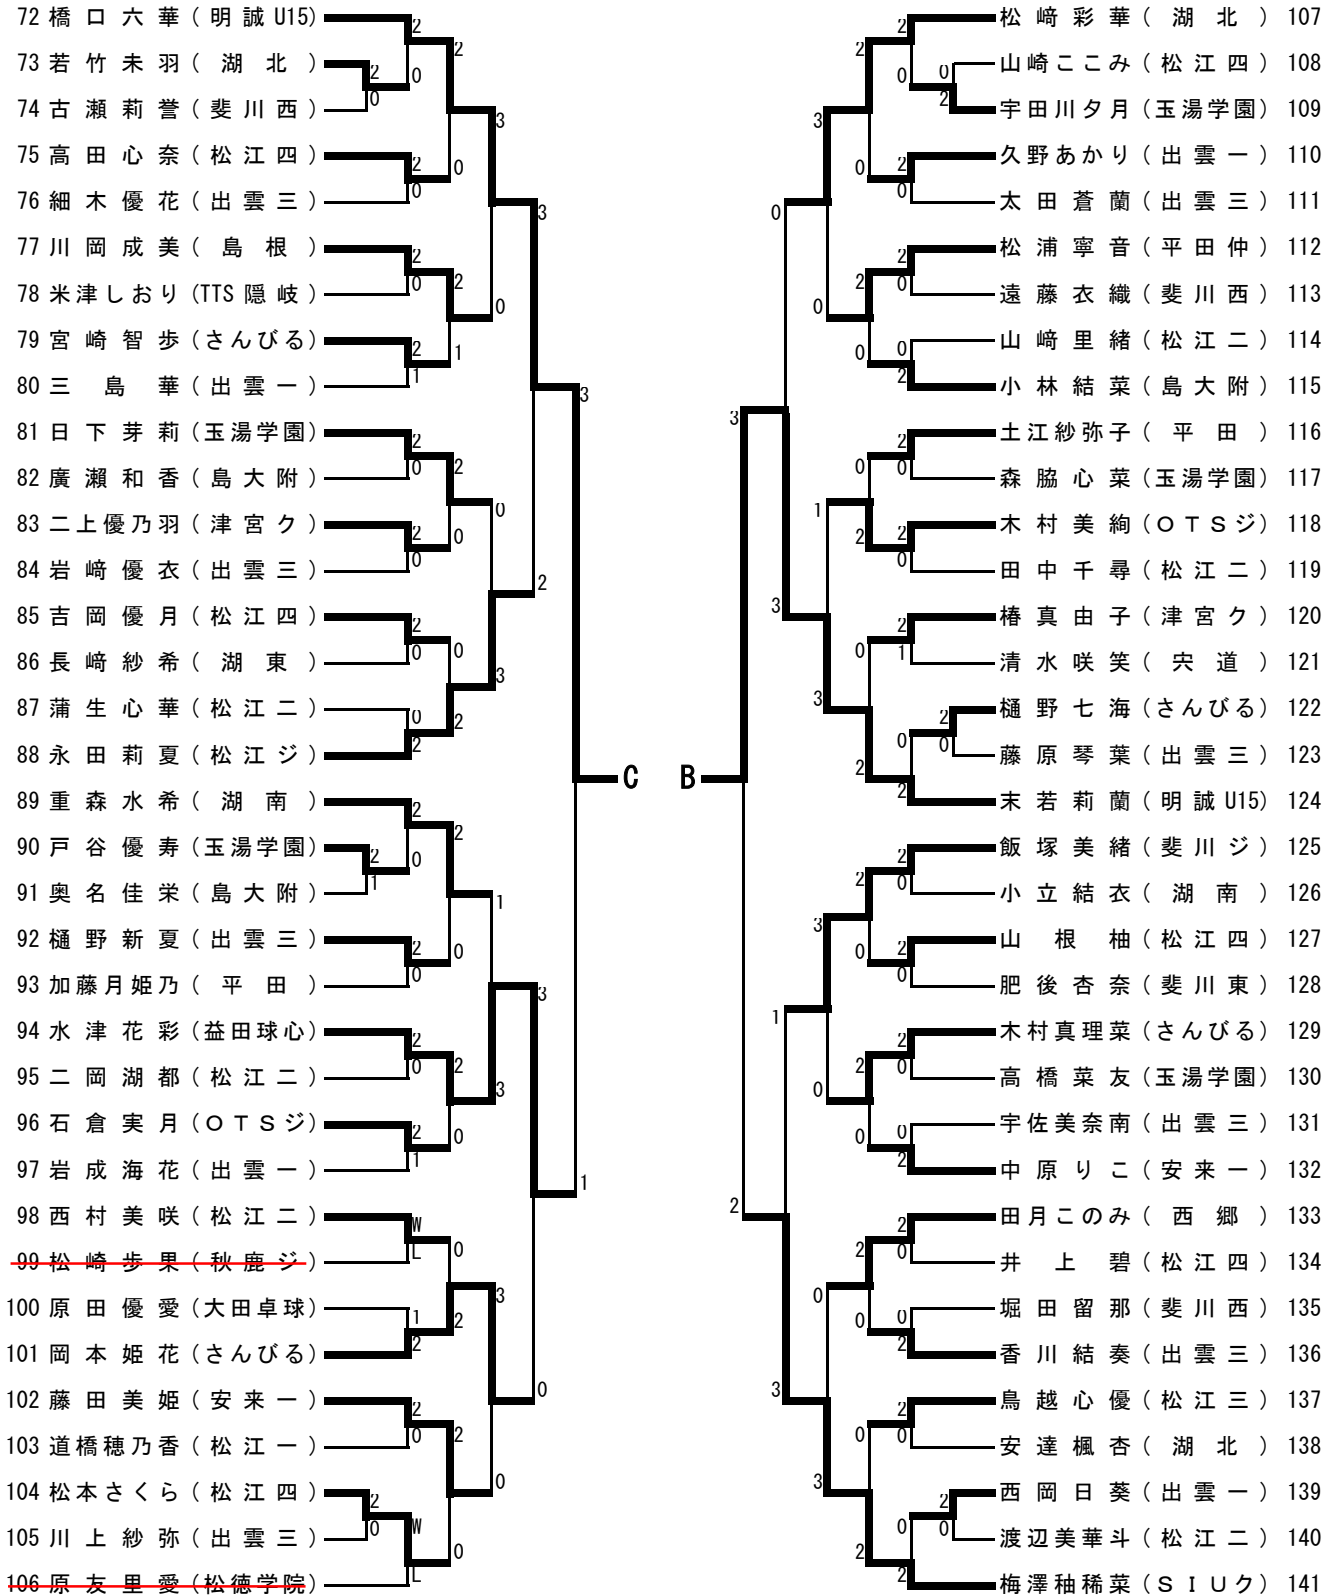 72 橋口六華 (明誠U15)
73 若竹未羽 (湖北)
74 古瀬莉誉 (斐川西)
75 高田心奈 (松江四)
76 細木優花 (出雲三)
77 川岡成美 (島根)
78 米津しおり (TTS隠岐)
79 宮崎智歩 (さんびる)
80 三島華 (出雲一)
81 日下芽莉 (玉湯学園)
82 廣瀬和香 (島大附)
83 二上優乃羽 (津宮ク)
84 岩﨑優衣 (出雲三)
85 吉岡優月 (松江四)
86 長﨑紗希 (湖東)
87 蒲生心華 (松江二)
88 永田莉夏 (松江ジ)
89 重森水希 (湖南)
90 戸谷優寿 (玉湯学園)
91 奥名佳栄 (島大附)
92 樋野新夏 (出雲三)
93 加藤月姫乃 (平田)
94 水津花彩 (益田球心)
95 二岡湖都 (松江二)
96 石倉実月 (OTSジ)
97 岩成海花 (出雲一)
98 西村美咲 (松江二)
99 松崎歩果 (秋鹿ジ)
100 原田優愛 (大田卓球)
101 岡本姫花 (さんびる)
102 藤田美姫 (安来一)
103 道橋穂乃香 (松江一)
104 松本さくら (松江四)
105 川上紗弥 (出雲三)
106 原友里愛 (松徳学院)
C
B
松﨑彩華 (湖北) 107
山崎ここみ (松江四) 108
宇田川夕月 (玉湯学園) 109
久野あかり (出雲一) 110
太田蒼蘭 (出雲三) 111
松浦寧音 (平田仲) 112
遠藤衣織 (斐川西) 113
山﨑里緒 (松江二) 114
小林結菜 (島大附) 115
土江紗弥子 (平田) 116
森脇心菜 (玉湯学園) 117
木村美絢 (OTSジ) 118
田中千尋 (松江二) 119
椿真由子 (津宮ク) 120
清水咲笑 (宍道) 121
樋野七海 (さんびる) 122
藤原琴葉 (出雲三) 123
末若莉蘭 (明誠U15) 124
飯塚美緒 (斐川ジ) 125
小立結衣 (湖南) 126
山根柚 (松江四) 127
肥後杏奈 (斐川東) 128
木村真理菜 (さんびる) 129
高橋菜友 (玉湯学園) 130
宇佐美奈南 (出雲三) 131
中原りこ (安来一) 132
田月このみ (西郷) 133
井上碧 (松江四) 134
堀田留那 (斐川西) 135
香川結奏 (出雲三) 136
鳥越心優 (松江三) 137
安達楓杏 (湖北) 138
西岡日葵 (出雲一) 139
渡辺美華斗 (松江二) 140
梅澤秞稀菜 (SIUク) 141